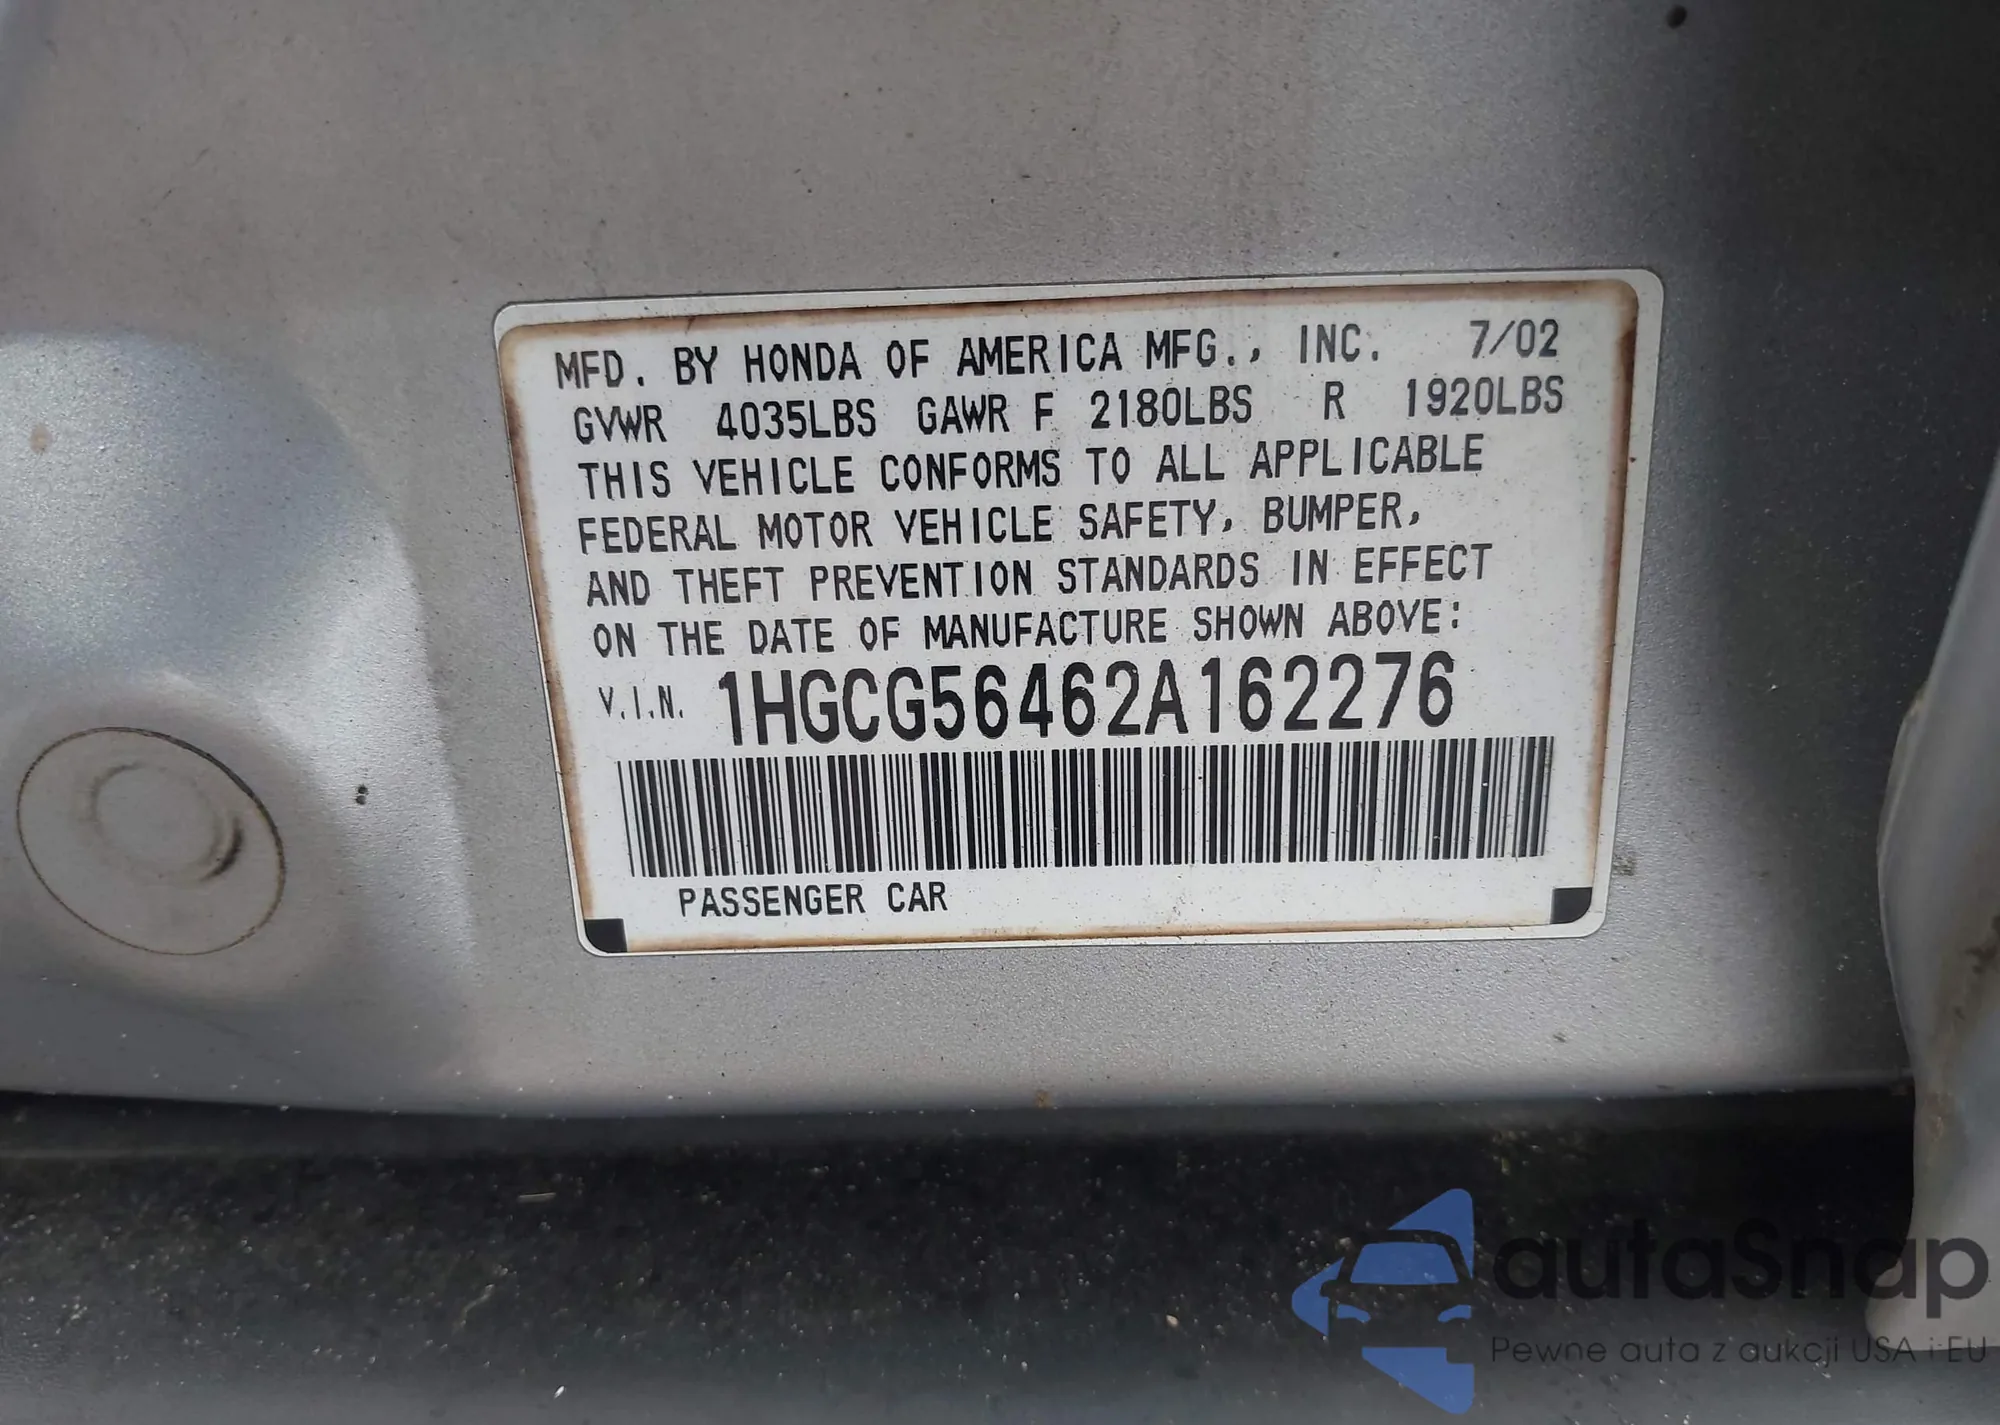 MFD. BY HONDA OF AMERICA MFG., INC. 7/02
GVWR 4035LBS GAWR F 2180LBS R 1920LBS
THIS VEHICLE CONFORMS TO ALL APPLICABLE
FEDERAL MOTOR VEHICLE SAFETY, BUMPER,
AND THEFT PREVENTION STANDARDS IN EFFECT
ON THE DATE OF MANUFACTURE SHOWN ABOVE:
V.I.N. 1HGCG56462A162276
PASSENGER CAR
autaSnap
Pewne auta z aukcji USA i EU